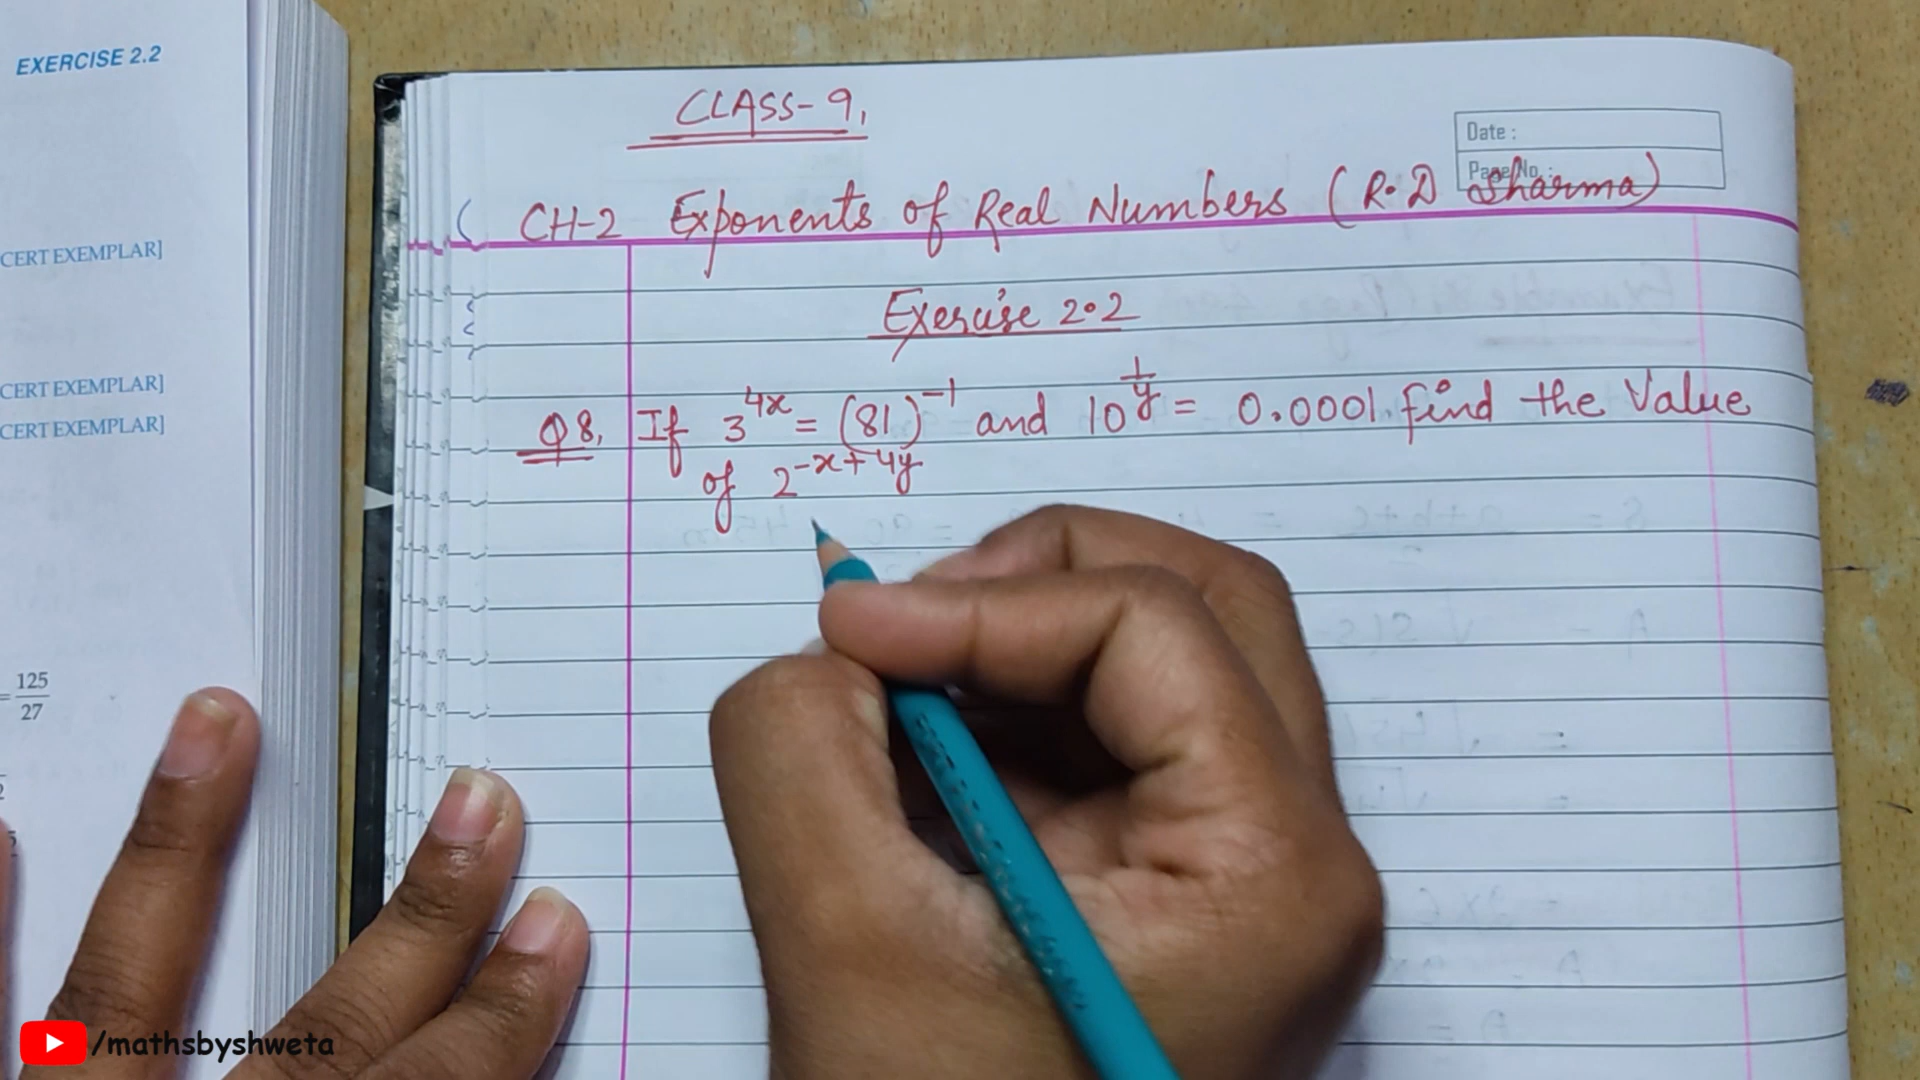 EXERCISE 2.2
CERT EXEMPLAR]
CERT EXEMPLAR]
CERT EXEMPLAR]
= 125/27
CLASS-9,
Date :
Page No. :
CH-2 Exponents of Real Numbers (R.D Sharma)
Exercise 2.2
Q8, If 3^4x = (81)^-1 and 10^1/y = 0.0001. find the Value
of 2^-x+4y
/mathsbyshweta